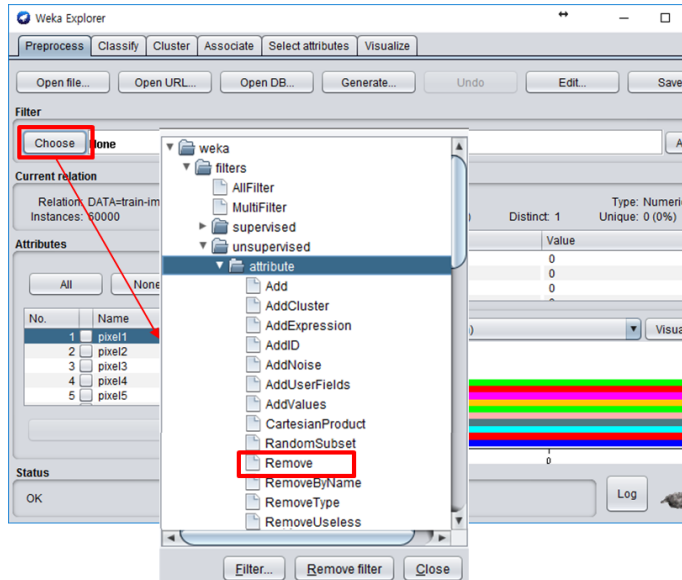 Weka Explorer
Preprocess Classify Cluster Associate Select attributes Visualize
Open file... Open URL... Open DB... Generate... Undo Edit... Save
Filter
Choose None
Current relation
Relation: DATA=train-im
Instances: 60000
Type: Numeric
Distinct: 1 Unique: 0 (0%)
Attributes
All None
No. Name
1 pixel1
2 pixel2
3 pixel3
4 pixel4
5 pixel5
Value
0
0
0
0
Visua
0
Status
OK
Log
weka
filters
AllFilter
MultiFilter
supervised
unsupervised
attribute
Add
AddCluster
AddExpression
AddID
AddNoise
AddUserFields
AddValues
CartesianProduct
RandomSubset
Remove
RemoveByName
RemoveType
RemoveUseless
Filter... Remove filter Close